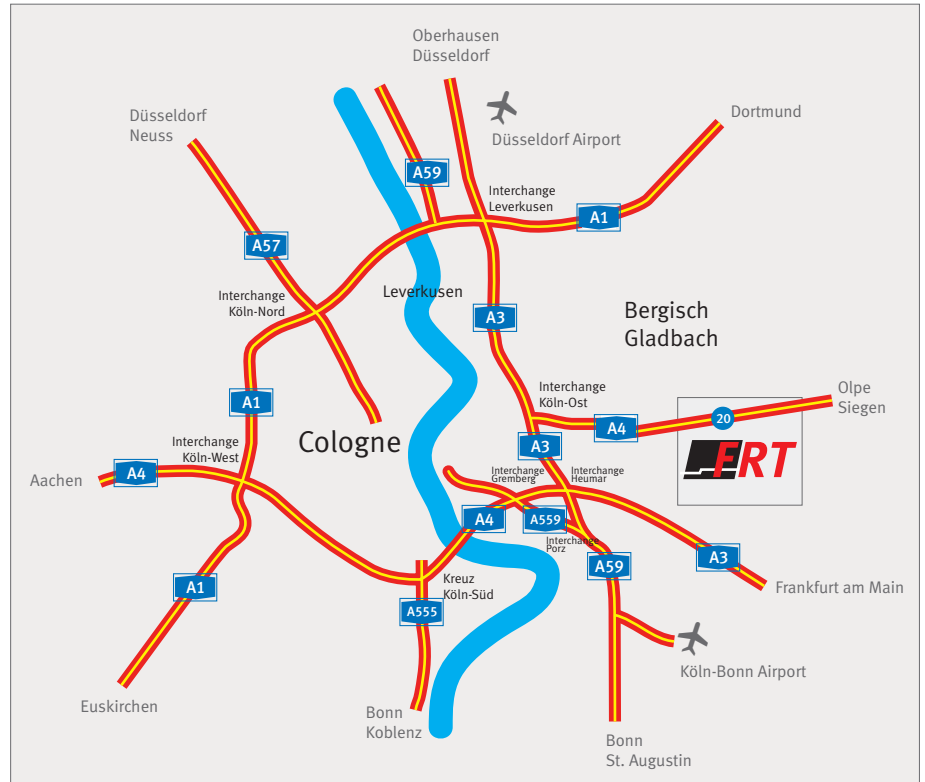 Oberhausen
Düsseldorf
Düsseldorf
Neuss
Düsseldorf Airport
Dortmund
A59
Interchange
Leverkusen
A1
A57
Leverkusen
Interchange
Köln-Nord
A3
Bergisch
Gladbach
Interchange
Köln-Ost
Olpe
Siegen
A1
20
A4
Cologne
A3
Interchange
Köln-West
FRT
Aachen
A4
Interchange
Gremberg
Interchange
Heumar
A4
A559
Interchange
Porz
A3
A59
Frankfurt am Main
A1
Kreuz
Köln-Süd
A555
Köln-Bonn Airport
Euskirchen
Bonn
Koblenz
Bonn
St. Augustin